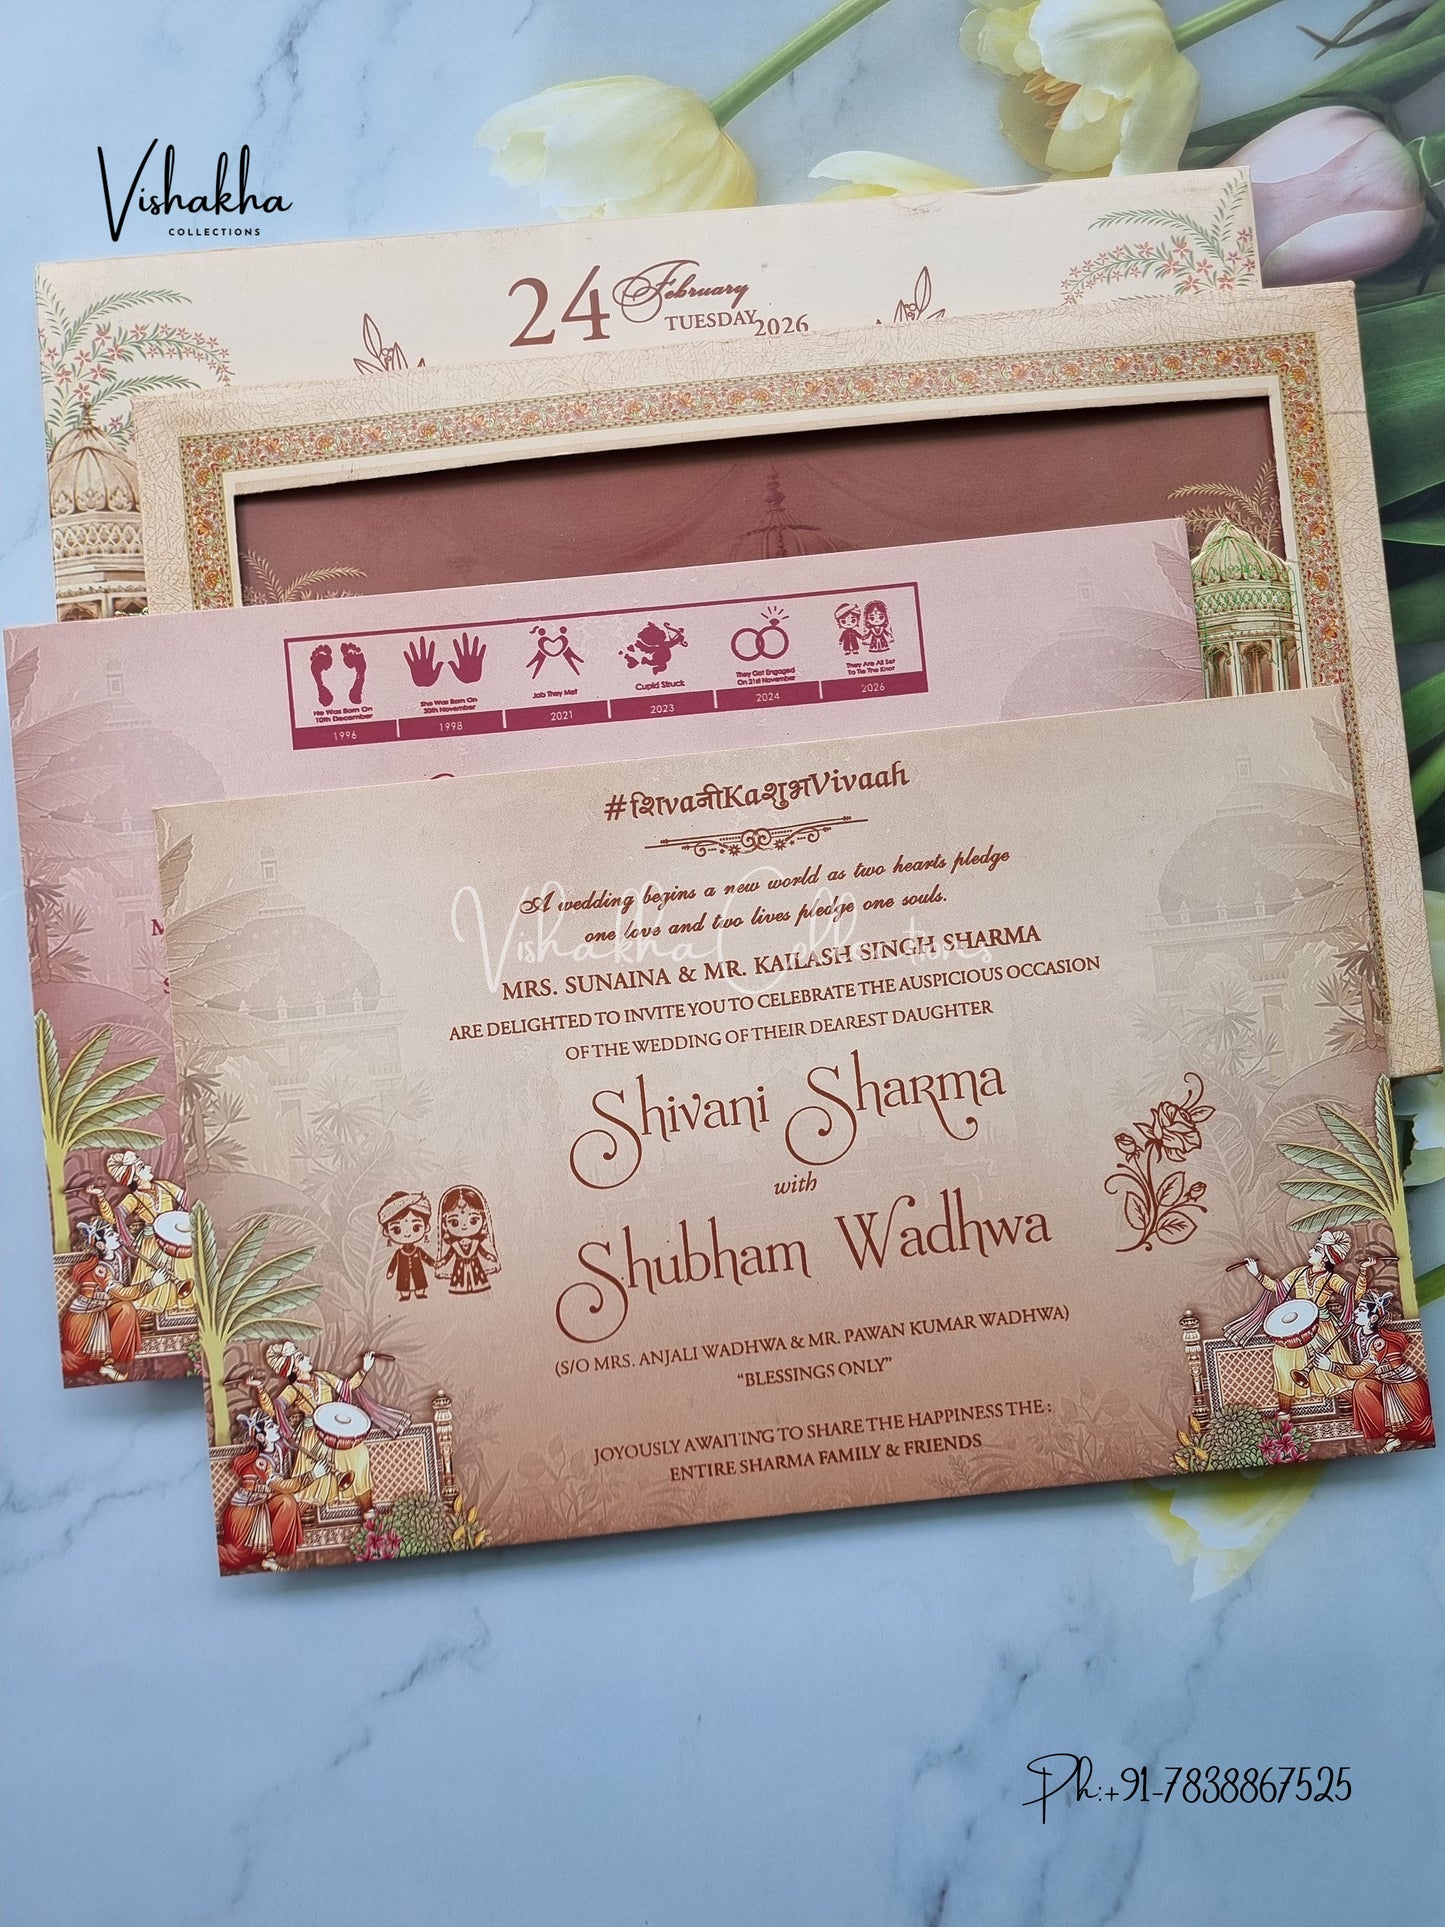 Vishakha
COLLECTIONS
24 February
TUESDAY 2026
He Was Born On
10th December
1996
She Was Born On
30th November
1998
Job They Met
2021
Cupid Struck
2023
They Got Engaged
On 21st November
2024
They Are All Set
To Tie The Knot
2026
#शिvaनीKaशुभVivaah
A wedding begins a new world as two hearts pledge
one love and two lives pledge one souls.
Vishakha Collections
MRS. SUNAINA & MR. KAILASH SINGH SHARMA
ARE DELIGHTED TO INVITE YOU TO CELEBRATE THE AUSPICIOUS OCCASION
OF THE WEDDING OF THEIR DEAREST DAUGHTER
Shivani Sharma
with
Shubham Wadhwa
(S/O MRS. ANJALI WADHWA & MR. PAWAN KUMAR WADHWA)
“BLESSINGS ONLY”
JOYOUSLY AWAITING TO SHARE THE HAPPINESS THE :
ENTIRE SHARMA FAMILY & FRIENDS
Ph:+91-7838867525